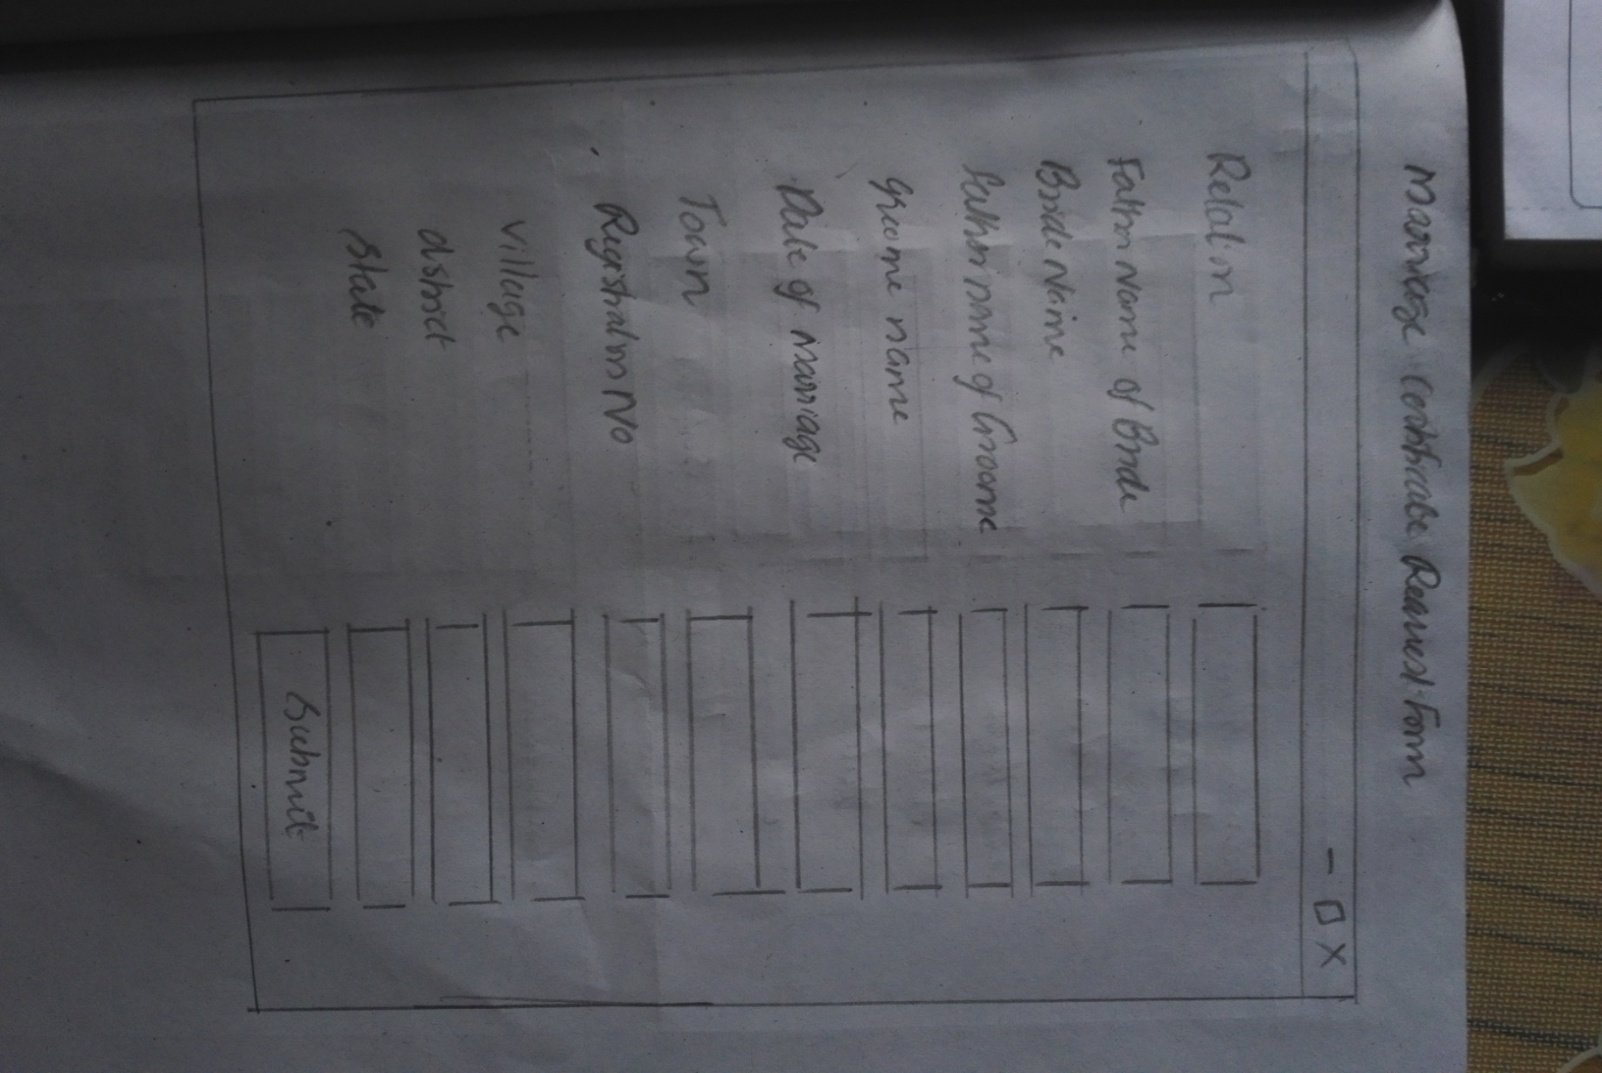 Marriage Certificate Request Form
- □ X
Relation
Father Name of Bride
Bride Name
Father name of Groome
Groome name
Date of marriage
Town
Registration No
village
district
State
Submit